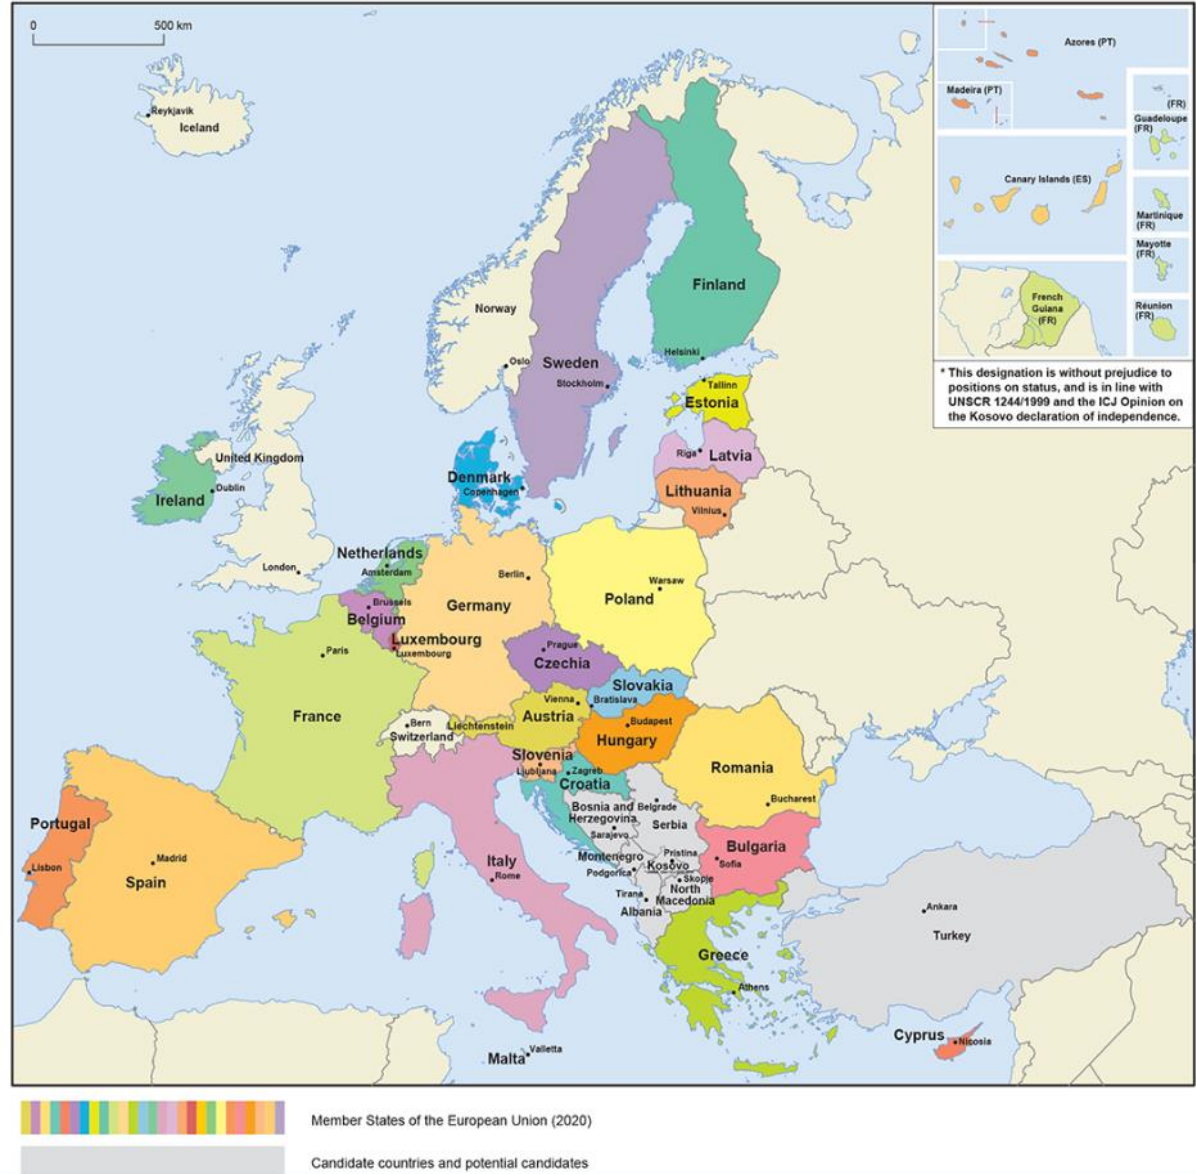 0 500 km
Reykjavik
Iceland
Norway
Oslo
Sweden
Stockholm
Finland
Helsinki
Tallinn
Estonia
Riga
Latvia
Lithuania
Vilnius
Denmark
Copenhagen
United Kingdom
Dublin
Ireland
London
Netherlands
Amsterdam
Brussels
Belgium
Luxembourg
Luxembourg
Berlin
Germany
Warsaw
Poland
Prague
Czechia
Slovakia
Bratislava
Vienna
Austria
Liechtenstein
Bern
Switzerland
Paris
France
Budapest
Hungary
Slovenia
Ljubljana
Zagreb
Croatia
Romania
Bucharest
Bosnia and
Herzegovina
Sarajevo
Belgrade
Serbia
Montenegro
Podgorica
Pristina
Kosovo
Skopje
North
Macedonia
Tirana
Albania
Bulgaria
Sofia
Portugal
Lisbon
Madrid
Spain
Italy
Rome
Greece
Athens
Ankara
Turkey
Cyprus
Nicosia
Malta
Valletta
Azores (PT)
Madeira (PT)
(FR)
Guadeloupe
(FR)
Canary Islands (ES)
Martinique
(FR)
Mayotte
(FR)
French
Guiana
(FR)
Réunion
(FR)
* This designation is without prejudice to
positions on status, and is in line with
UNSCR 1244/1999 and the ICJ Opinion on
the Kosovo declaration of independence.
Member States of the European Union (2020)
Candidate countries and potential candidates